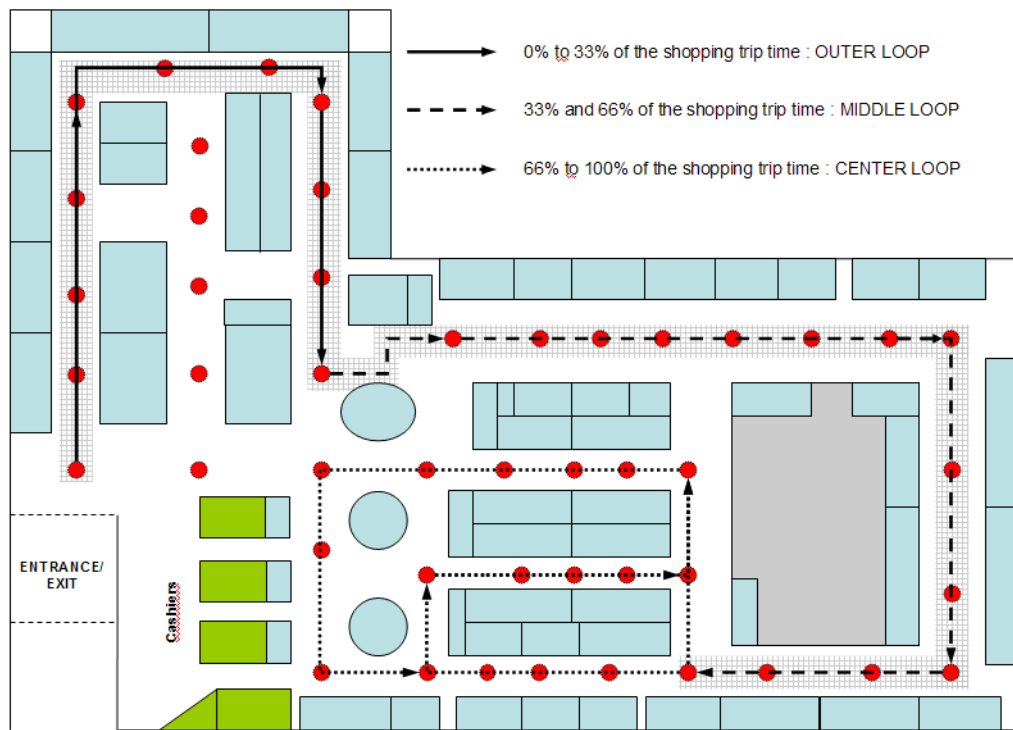 0% to 33% of the shopping trip time : OUTER LOOP
33% and 66% of the shopping trip time : MIDDLE LOOP
66% to 100% of the shopping trip time : CENTER LOOP
ENTRANCE/
EXIT
Cashiers